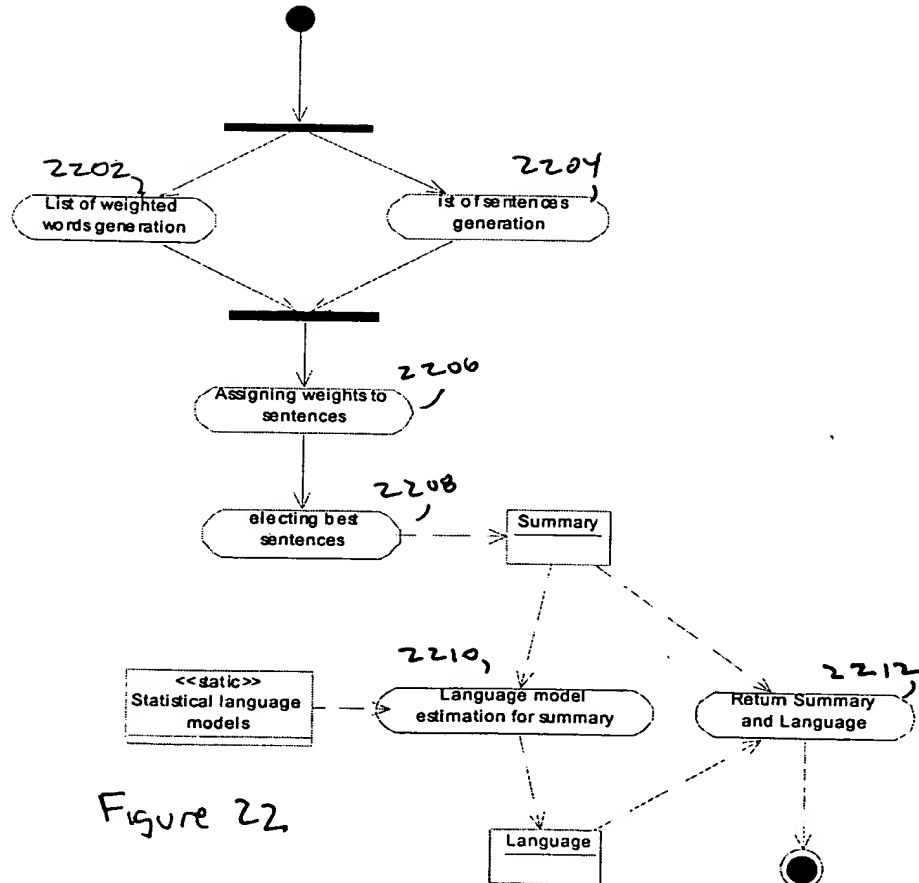 2202
2204
List of weighted
words generation
ist of sentences
generation
2206
Assigning weights to
sentences
2208
electing best
sentences
Summary
2210
2212
<<static>>
Statistical language
models
Language model
estimation for summary
Return Summary
and Language
Figure 22
Language